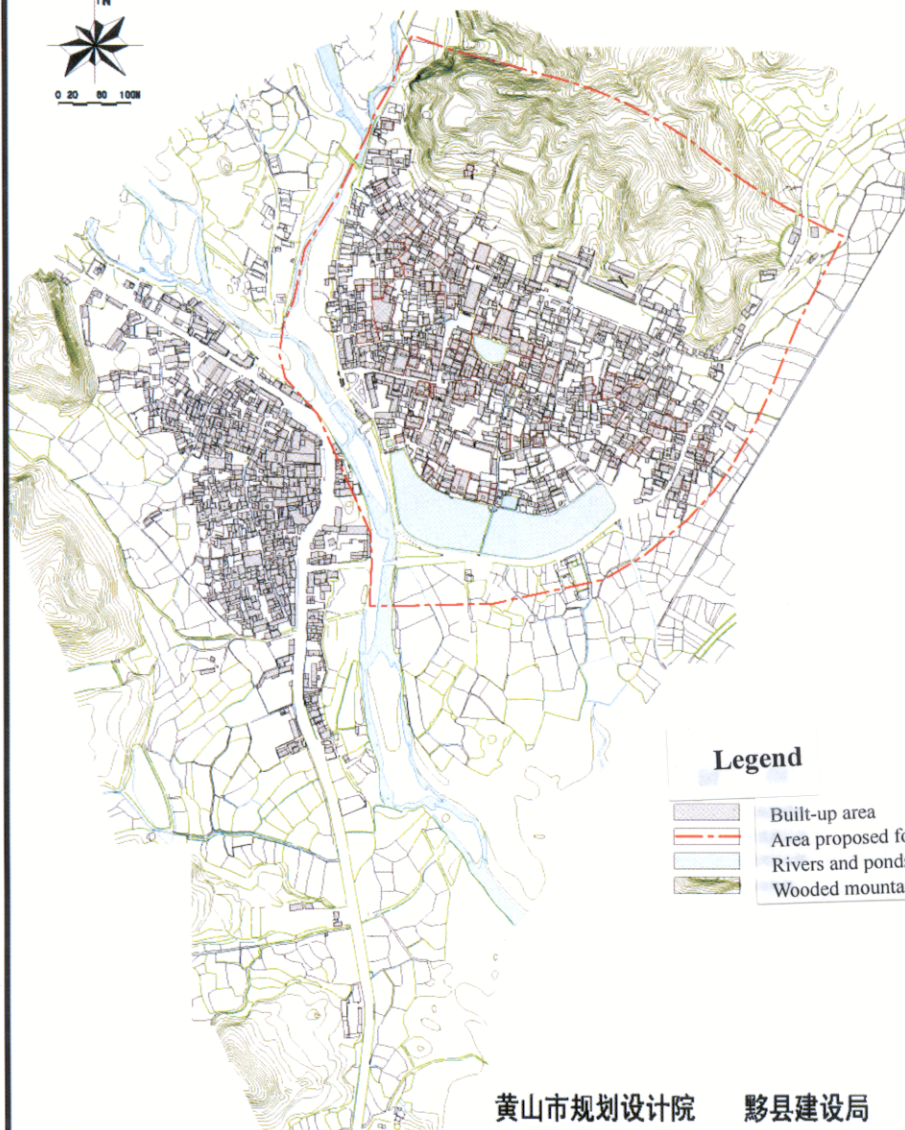 N
0 20 60 100M
Legend
Built-up area
Area proposed fo
Rivers and ponds
Wooded mounta
黄山市规划设计院 黟县建设局